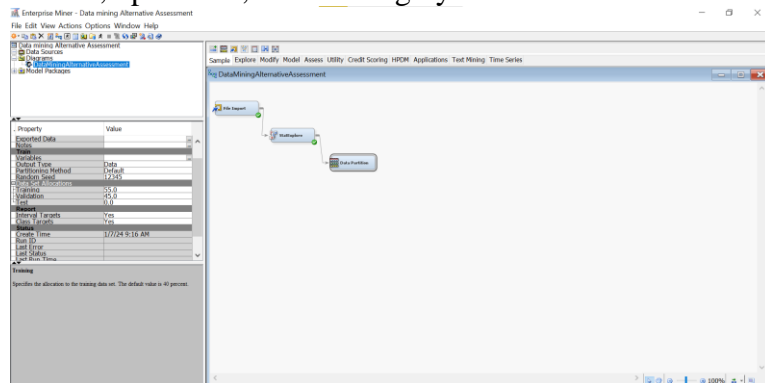 Enterprise Miner - Data mining Alternative Assessment
File Edit View Actions Options Window Help
Data mining Alternative Assessment
Data Sources
Diagrams
DataMiningAlternativeAssessment
Model Packages
Sample Explore Modify Model Assess Utility Credit Scoring HPDM Applications Text Mining Time Series
DataMiningAlternativeAssessment
File Import
StatExplore
Data Partition
Property Value
Exported Data
Notes
Train
Variables
Output Type Data
Partitioning Method Default
Random Seed 12345
Data Set Allocations
Training 55.0
Validation 45.0
Test 0.0
Report
Interval Targets Yes
Class Targets Yes
Status
Create Time 1/7/24 9:16 AM
Run ID
Last Error
Last Status
Last Run Time
Training
Specifies the allocation to the training data set. The default value is 40 percent.
100%